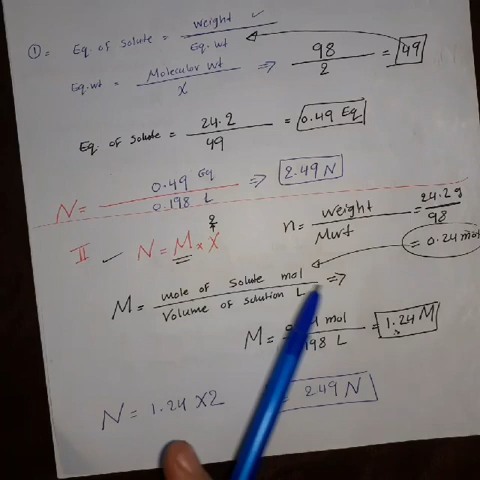 ① = Eq. of solute = weight ✓ / Eq. wt
Eq. wt = Molecular wt / X => 98 / 2 = 49
Eq. of solute = 24.2 / 49 = 0.49 Eq
N = 0.49 Eq / 0.198 L => 2.49 N
II ✓ N = M × X 2
n = weight / Mwt = 24.2 g / 98
= 0.24 mol
M = mole of solute mol / Volume of solution L =>
M = mol / 198 L = 1.24 M
N = 1.24 X 2 249 N